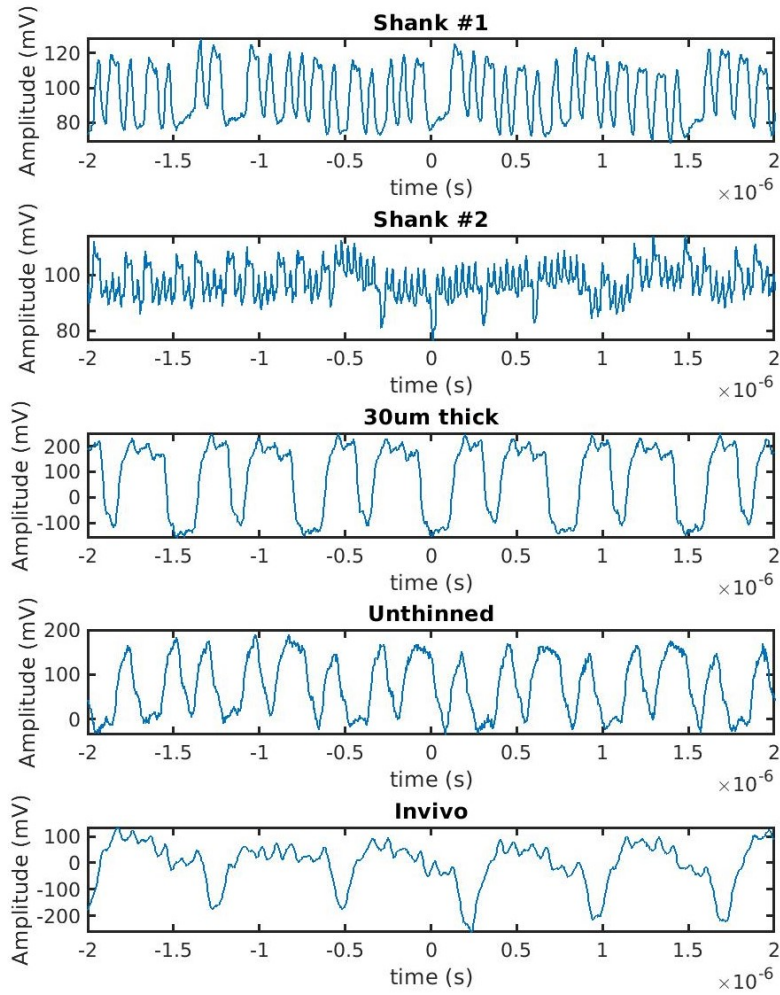 Shank #1
Amplitude (mV)
120
100
80
-2 -1.5 -1 -0.5 0 0.5 1 1.5 2
time (s)
×10-6
Shank #2
Amplitude (mV)
100
80
-2 -1.5 -1 -0.5 0 0.5 1 1.5 2
time (s)
×10-6
30um thick
Amplitude (mV)
200
100
0
-100
-2 -1.5 -1 -0.5 0 0.5 1 1.5 2
time (s)
×10-6
Unthinned
Amplitude (mV)
200
100
0
-2 -1.5 -1 -0.5 0 0.5 1 1.5 2
time (s)
×10-6
Invivo
Amplitude (mV)
100
0
-100
-200
-2 -1.5 -1 -0.5 0 0.5 1 1.5 2
time (s)
×10-6